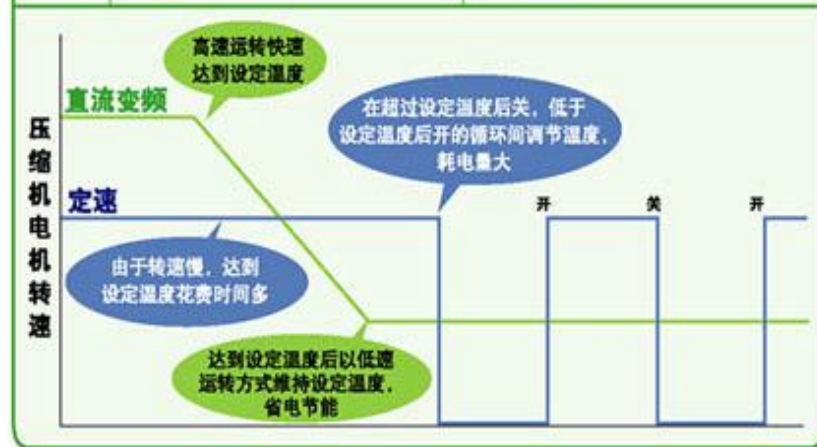 高速运转快速
达到设定温度
直流变频
在超过设定温度后关，低于
设定温度后开的循环间调节温度，
耗电量大
压缩机电机转速
定速
开
关
开
由于转速慢，达到
设定温度花费时间多
达到设定温度后以低速
运转方式维持设定温度，
省电节能